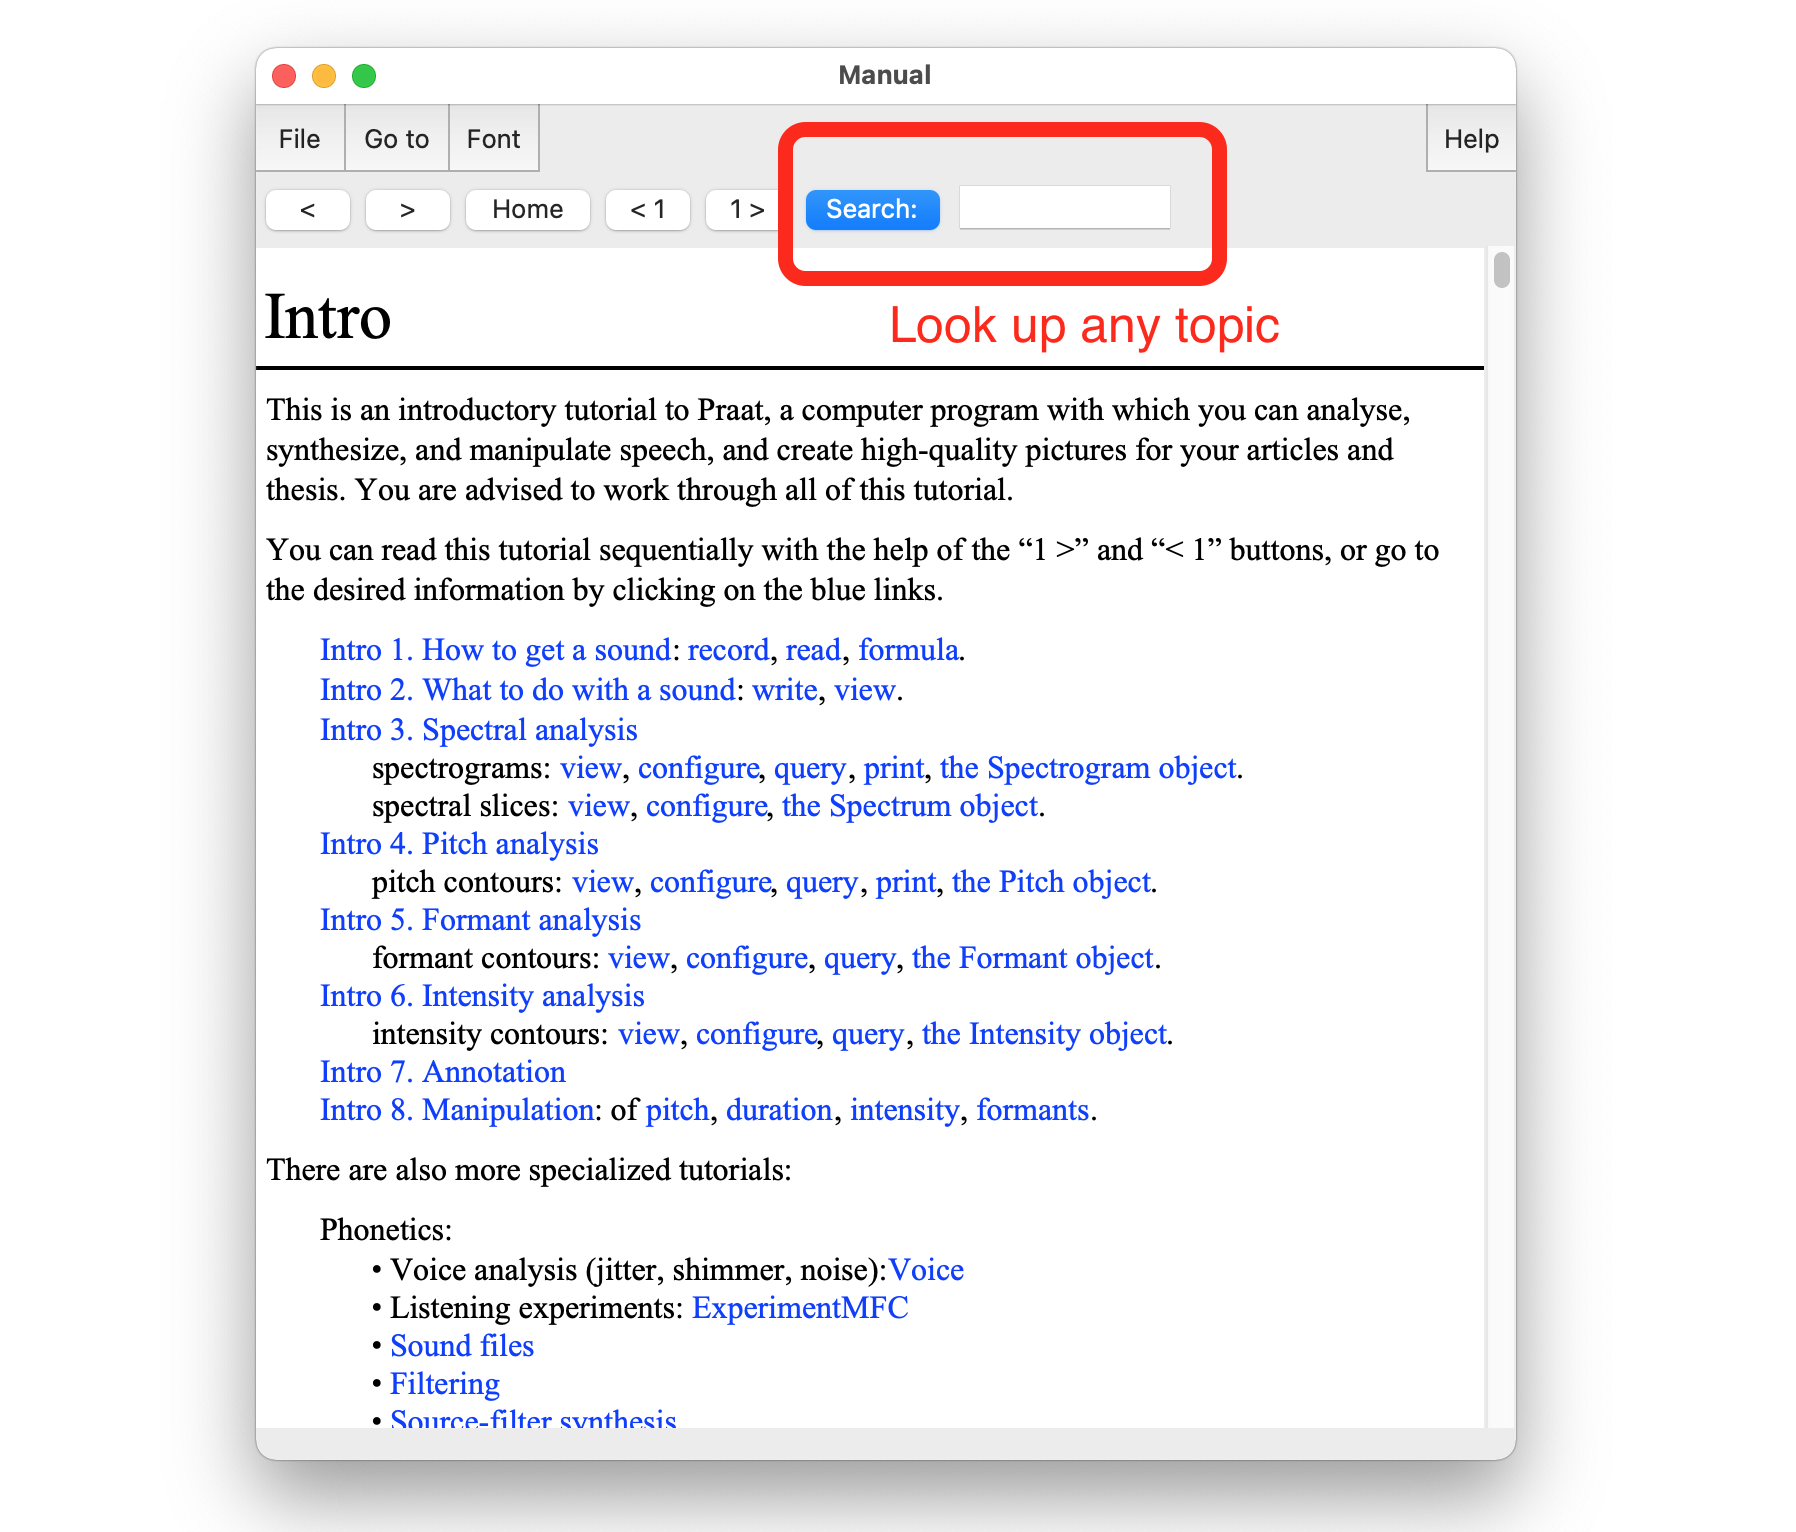 Manual
File Go to Font Help
< > Home < 1 1 > Search:
Intro
Look up any topic
This is an introductory tutorial to Praat, a computer program with which you can analyse,
synthesize, and manipulate speech, and create high-quality pictures for your articles and
thesis. You are advised to work through all of this tutorial.
You can read this tutorial sequentially with the help of the “1 >” and “< 1” buttons, or go to
the desired information by clicking on the blue links.
Intro 1. How to get a sound: record, read, formula.
Intro 2. What to do with a sound: write, view.
Intro 3. Spectral analysis
spectrograms: view, configure, query, print, the Spectrogram object.
spectral slices: view, configure, the Spectrum object.
Intro 4. Pitch analysis
pitch contours: view, configure, query, print, the Pitch object.
Intro 5. Formant analysis
formant contours: view, configure, query, the Formant object.
Intro 6. Intensity analysis
intensity contours: view, configure, query, the Intensity object.
Intro 7. Annotation
Intro 8. Manipulation: of pitch, duration, intensity, formants.
There are also more specialized tutorials:
Phonetics:
• Voice analysis (jitter, shimmer, noise):Voice
• Listening experiments: ExperimentMFC
• Sound files
• Filtering
• Source-filter synthesis